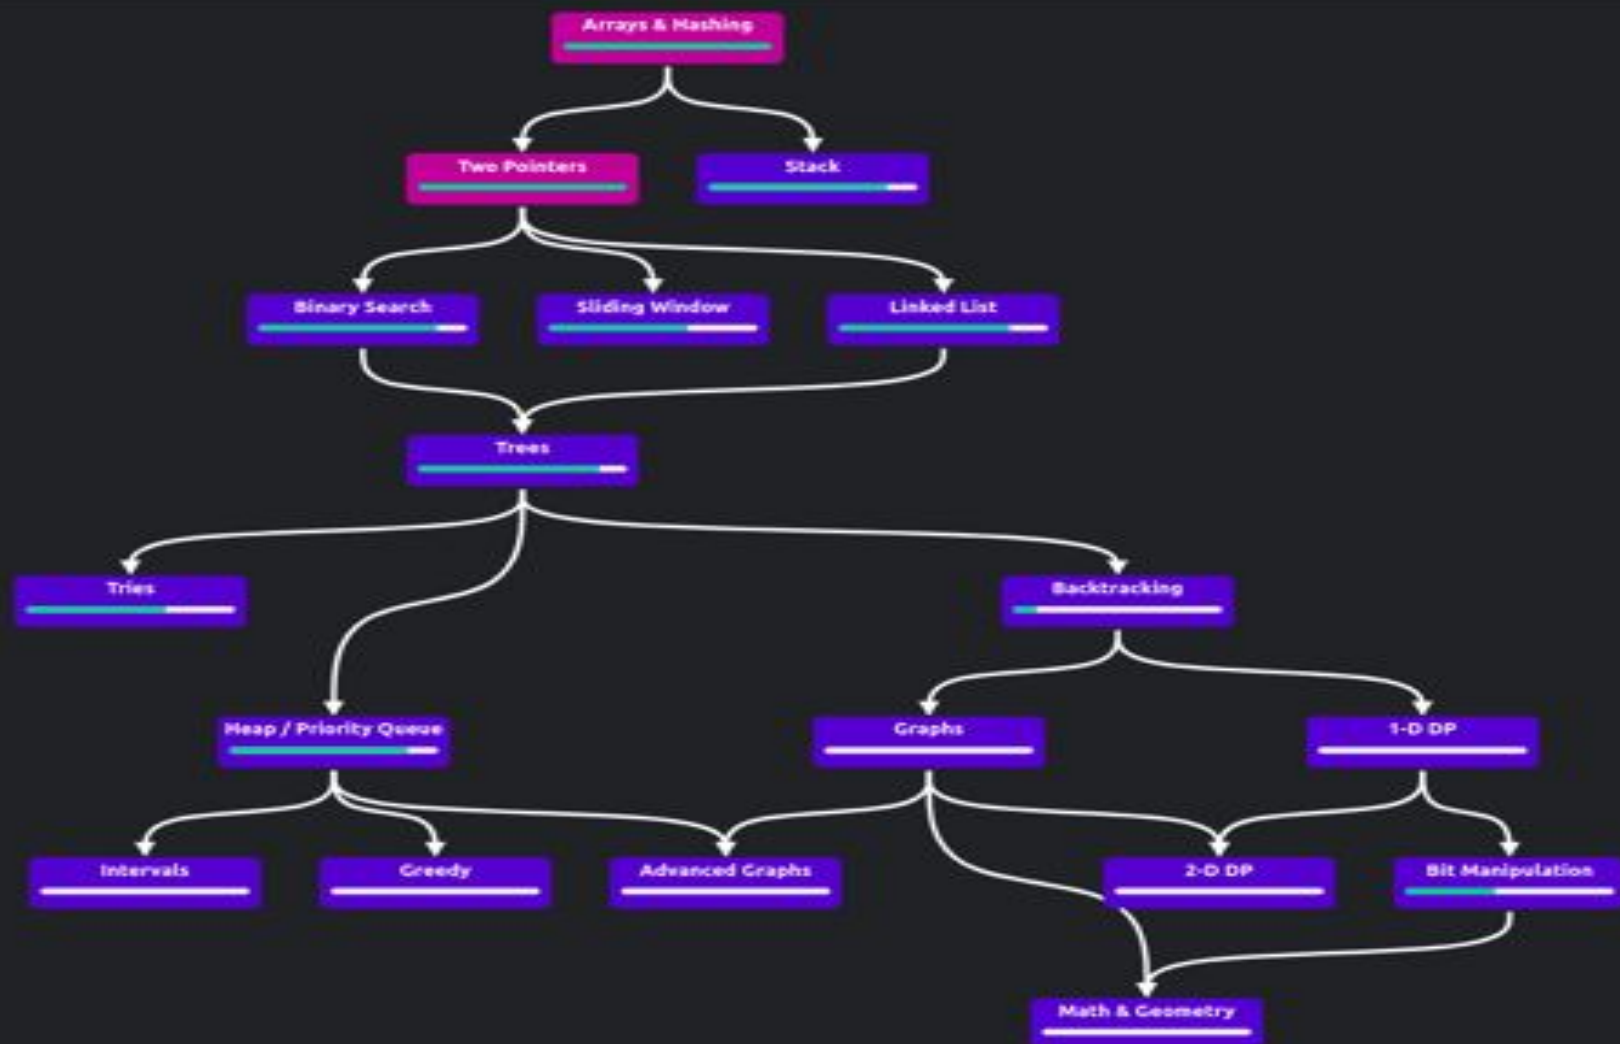 Arrays & Hashing
Two Pointers
Stack
Binary Search
Sliding Window
Linked List
Trees
Tries
Backtracking
Heap / Priority Queue
Graphs
1-D DP
Intervals
Greedy
Advanced Graphs
2-D DP
Bit Manipulation
Math & Geometry